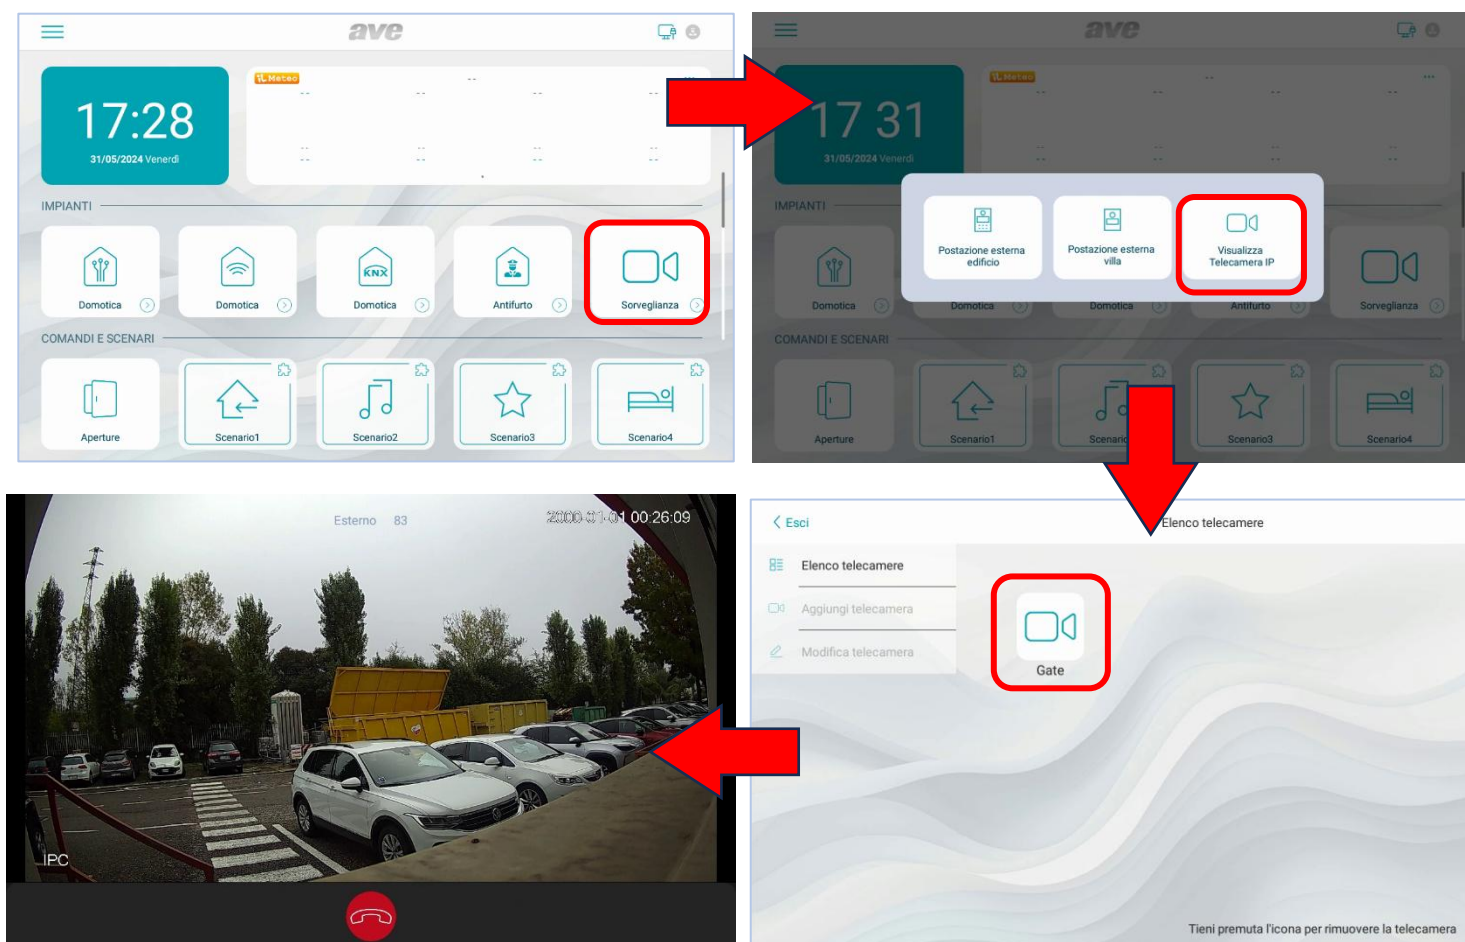 ave
17:28
31/05/2024 Venerdì
iL Meteo
--
...
-- -- -- --
-- -- -- --
-- -- -- --
IMPIANTI
Domotica
Domotica
KNX
Domotica
Antifurto
Sorveglianza
COMANDI E SCENARI
Aperture
Scenario1
Scenario2
Scenario3
Scenario4
ave
17 31
31/05/2024 Venerdì
iL Meteo
--
...
-- -- -- --
-- -- -- --
-- -- -- --
IMPIANTI
Postazione esterna
edificio
Postazione esterna
villa
Visualizza
Telecamera IP
Domotica
Domotica
Domotica
Antifurto
Sorveglianza
COMANDI E SCENARI
Aperture
Scenario1
Scenario3
Scenario4
Esterno 83
2000-01-01 00:26:09
IPC
< Esci
Elenco telecamere
Elenco telecamere
Aggiungi telecamera
Modifica telecamera
Gate
Tieni premuta l'icona per rimuovere la telecamera